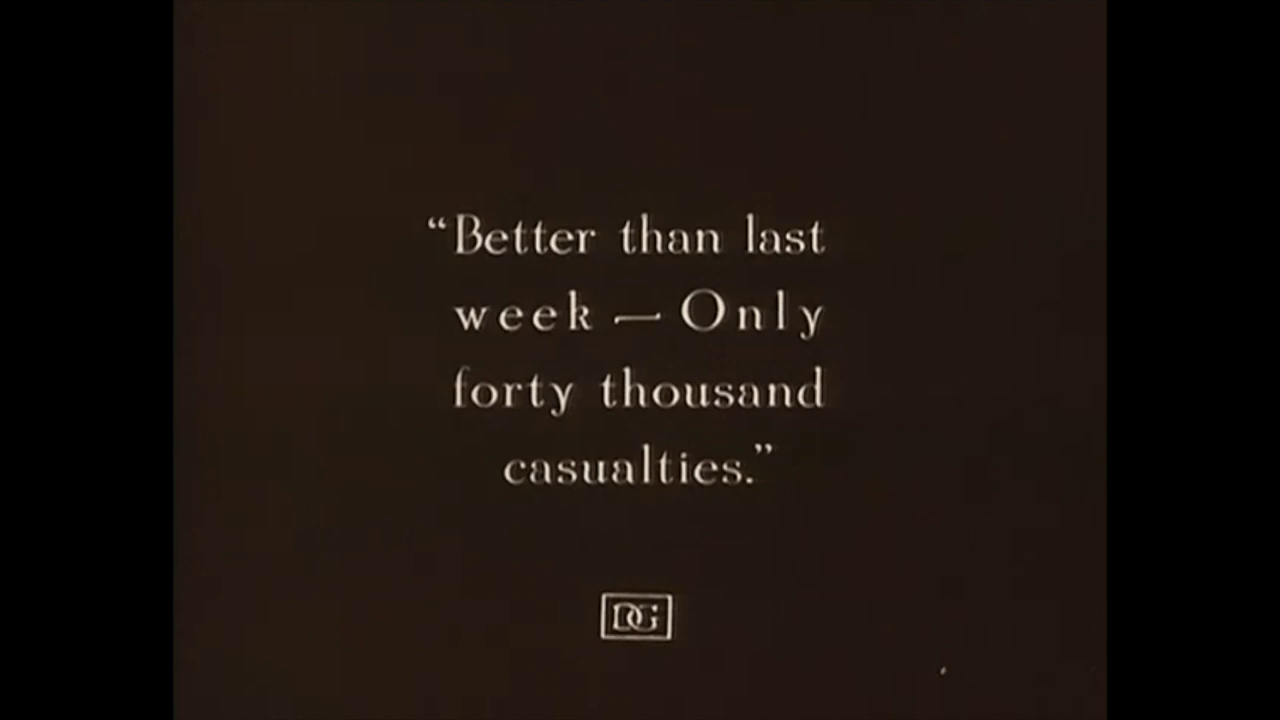 “Better than last
week — Only
forty thousand
casualties.”
DG